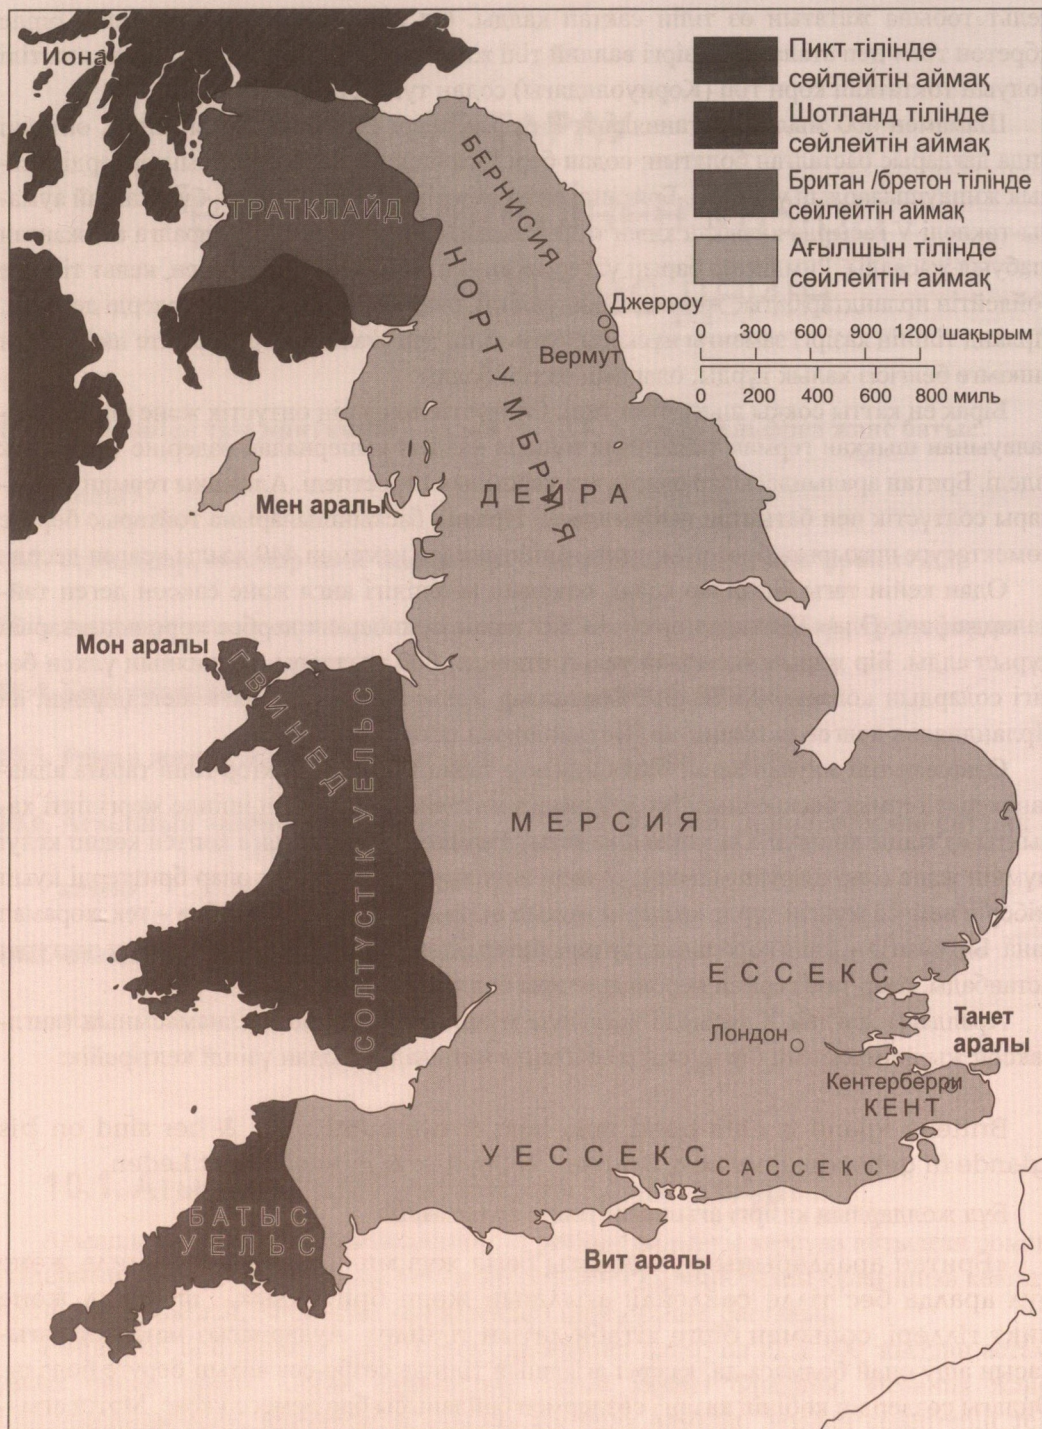 Иона
Пикт тілінде
сөйлейтін аймақ
Шотланд тілінде
сөйлейтін аймақ
Британ /бретон тілінде
сөйлейтін аймақ
Ағылшын тілінде
сөйлейтін аймақ
0 300 600 900 1200 шақырым
0 200 400 600 800 миль
БЕРНИСИЯ
СТРАТКЛАЙД
НОРТУМБРИЯ
Джерроу
Вермут
ДЕЙРА
Мен аралы
Мон аралы
ГВИНЕД
СОЛТҮСТІК УЕЛЬС
МЕРСИЯ
ЕССЕКС
Лондон
Танет
аралы
Кентерберри
КЕНТ
УЕССЕКС
САССЕКС
БАТЫС
УЕЛЬС
Вит аралы